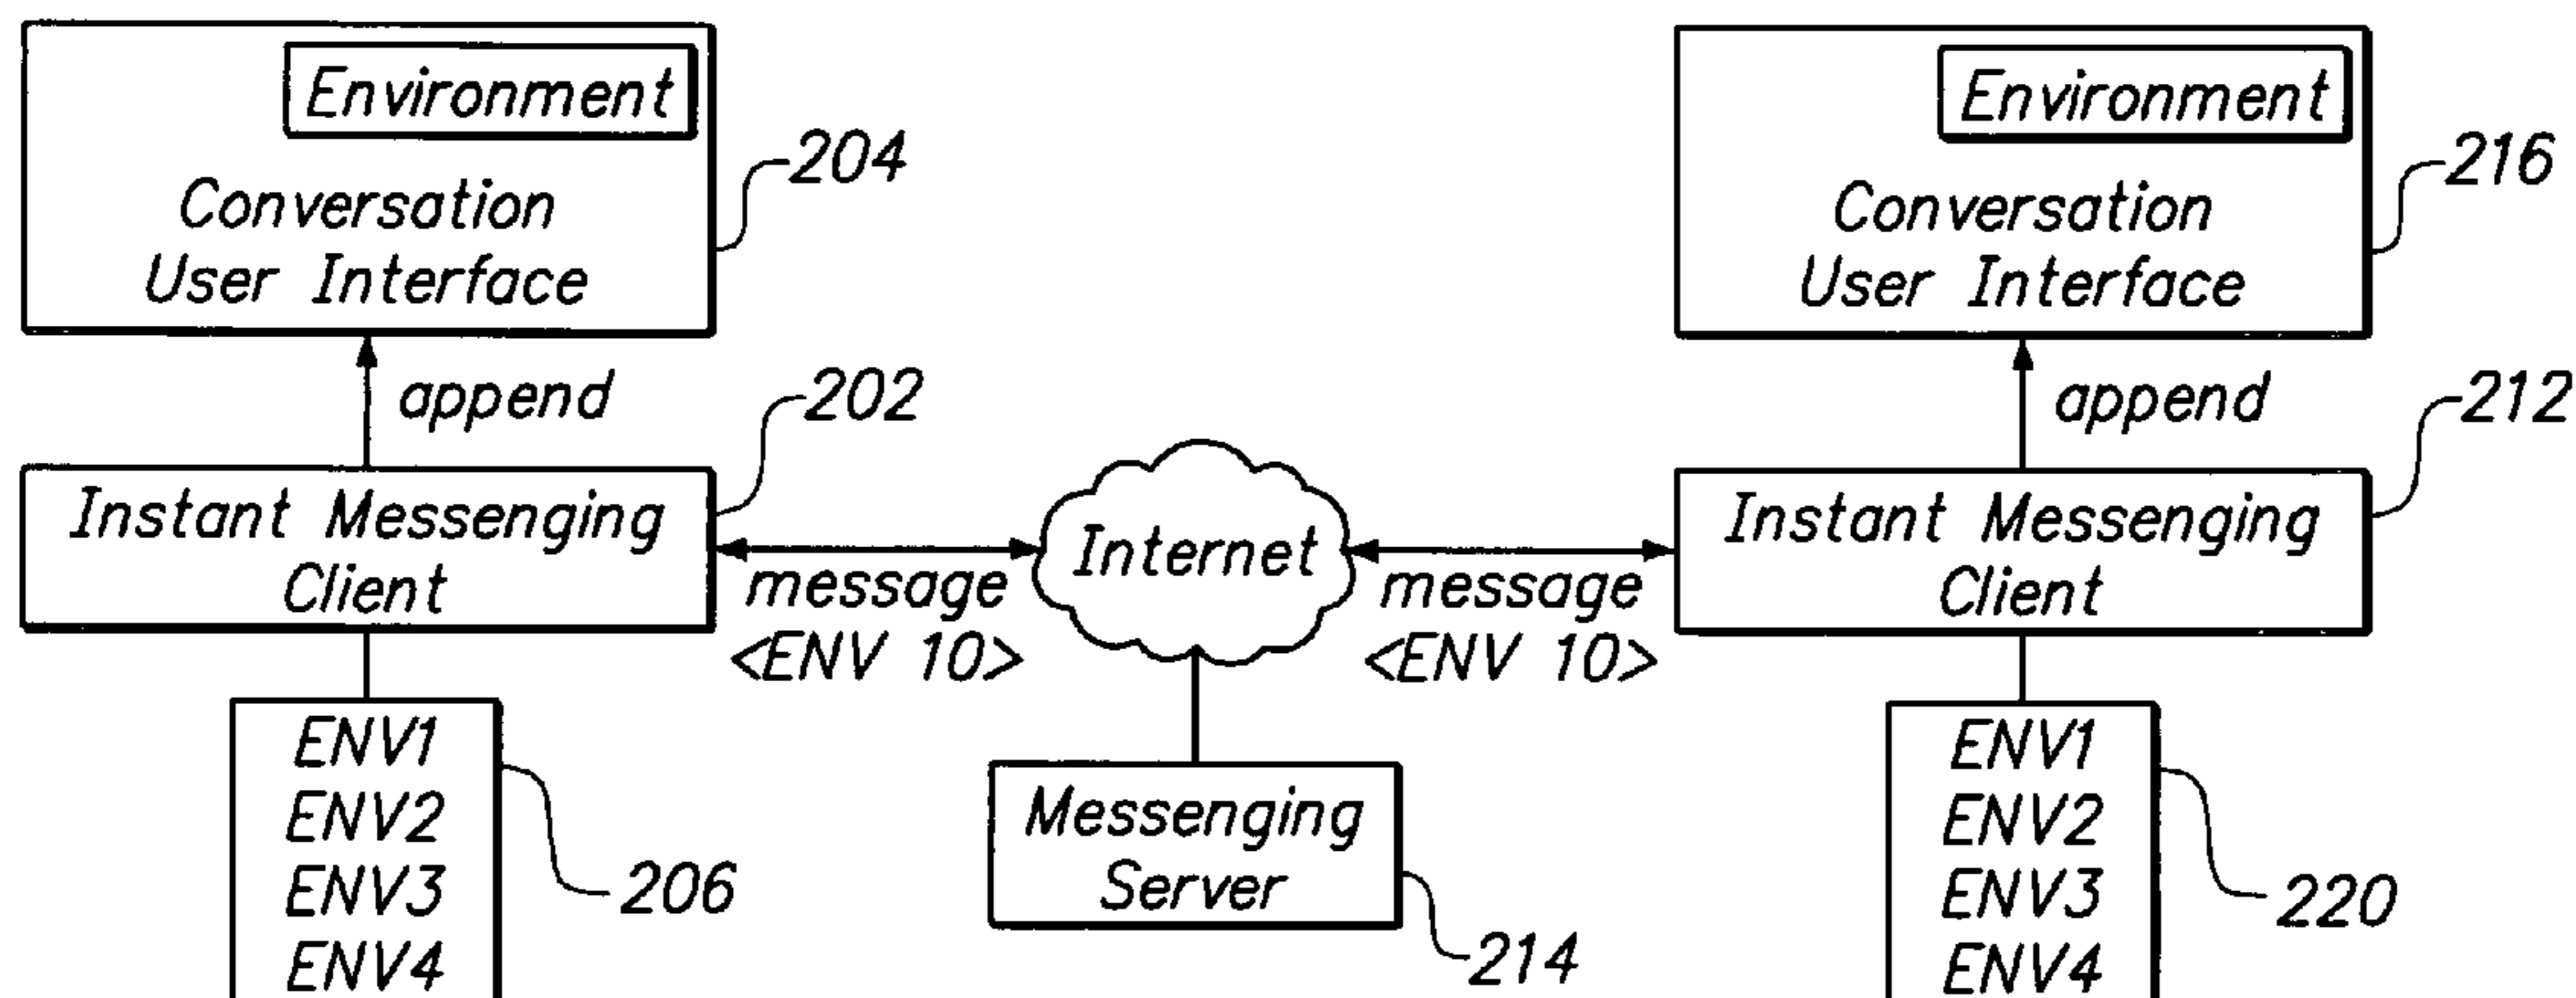 Environment
Conversation
User Interface
204
append
202
Instant Messenging
Client
message
<ENV 10>
ENV1
ENV2
ENV3
ENV4
206
Internet
Messenging
Server
214
Environment
Conversation
User Interface
216
append
212
Instant Messenging
Client
message
<ENV 10>
ENV1
ENV2
ENV3
ENV4
220